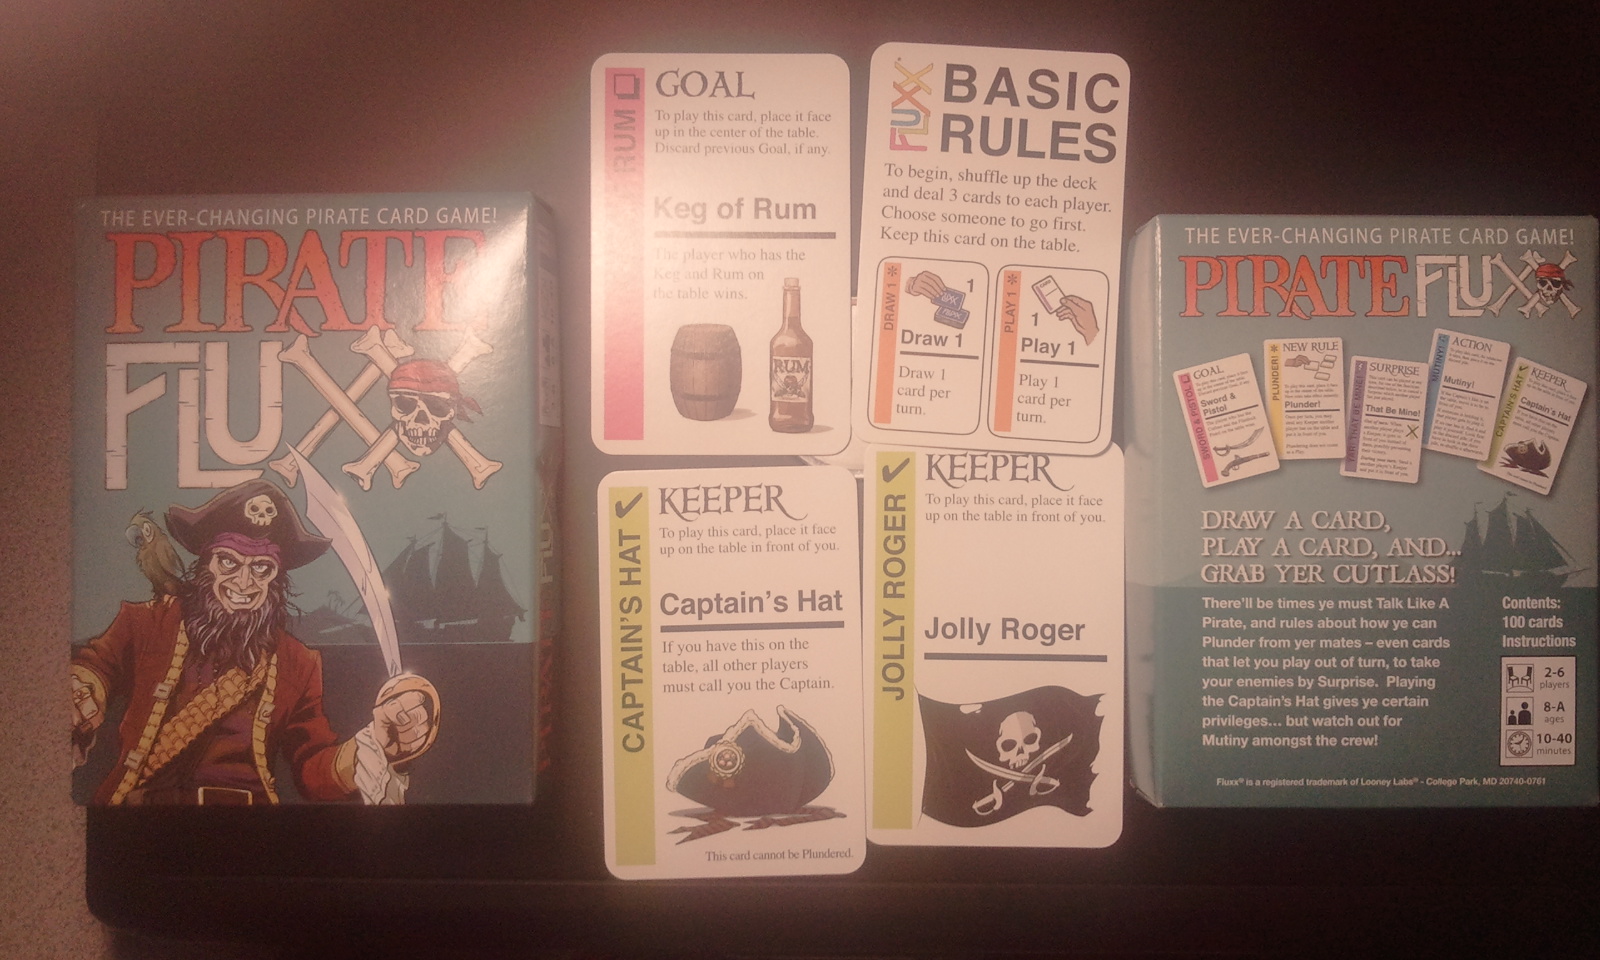 THE EVER-CHANGING PIRATE CARD GAME!
PIRATE
FLUXX
RUM
GOAL
To play this card, place it face
up in the center of the table.
Discard previous Goal, if any.
Keg of Rum
The player who has the
Keg and Rum on
the table wins.
RUM
FLUXX
BASIC
RULES
To begin, shuffle up the deck
and deal 3 cards to each player.
Choose someone to go first.
Keep this card on the table.
DRAW 1
1
Draw 1
Draw 1
card per
turn.
PLAY 1
1
Play 1
Play 1
card per
turn.
CAPTAIN'S HAT
KEEPER
To play this card, place it face
up on the table in front of you.
Captain's Hat
If you have this on the
table, all other players
must call you the Captain.
This card cannot be Plundered.
JOLLY ROGER
KEEPER
To play this card, place it face
up on the table in front of you.
Jolly Roger
THE EVER-CHANGING PIRATE CARD GAME!
PIRATE FLUXX
SWORD & PISTOL
GOAL
Sword &
Pistol
PLUNDER!
NEW RULE
Plunder!
SURPRISE
That Be Mine!
MUTINY!
ACTION
Mutiny!
CAPTAIN'S HAT
KEEPER
Captain's Hat
DRAW A CARD,
PLAY A CARD, AND...
GRAB YER CUTLASS!
There'll be times ye must Talk Like A
Pirate, and rules about how ye can
Plunder from yer mates – even cards
that let you play out of turn, to take
your enemies by Surprise. Playing
the Captain's Hat gives ye certain
privileges... but watch out for
Mutiny amongst the crew!
Contents:
100 cards
Instructions
2-6
players
8-A
ages
10-40
minutes
Fluxx® is a registered trademark of Looney Labs® - College Park, MD 20740-0761